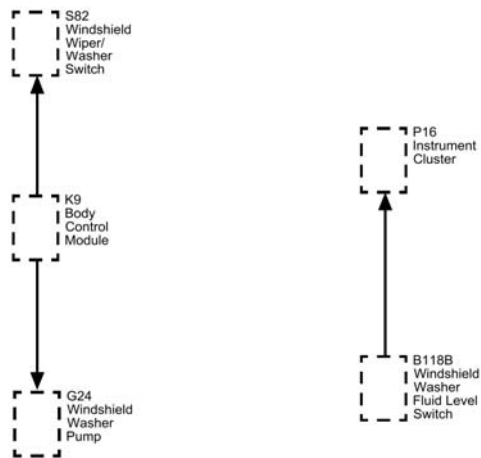 S82
Windshield
Wiper/
Washer
Switch
P16
Instrument
Cluster
K9
Body
Control
Module
B118B
Windshield
Washer
Fluid Level
Switch
G24
Windshield
Washer
Pump